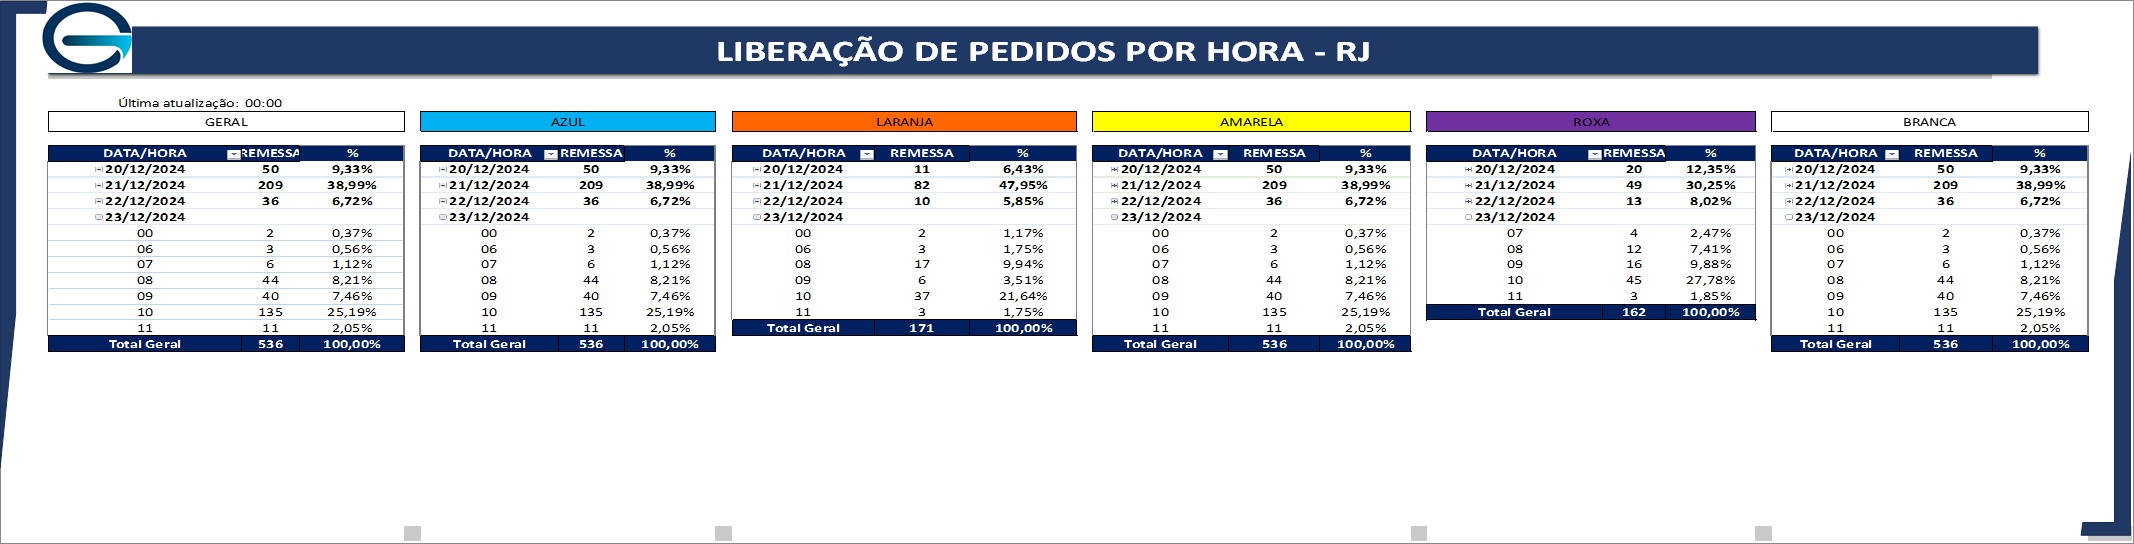 LIBERAÇÃO DE PEDIDOS POR HORA - RJ
Última atualização: 00:00
GERAL
DATA/HORA REMESSA %
20/12/2024 50 9,33%
21/12/2024 209 38,99%
22/12/2024 36 6,72%
23/12/2024
00 2 0,37%
06 3 0,56%
07 6 1,12%
08 44 8,21%
09 40 7,46%
10 135 25,19%
11 11 2,05%
Total Geral 536 100,00%
AZUL
DATA/HORA REMESSA %
20/12/2024 50 9,33%
21/12/2024 209 38,99%
22/12/2024 36 6,72%
23/12/2024
00 2 0,37%
06 3 0,56%
07 6 1,12%
08 44 8,21%
09 40 7,46%
10 135 25,19%
11 11 2,05%
Total Geral 536 100,00%
LARANJA
DATA/HORA REMESSA %
20/12/2024 11 6,43%
21/12/2024 82 47,95%
22/12/2024 10 5,85%
23/12/2024
00 2 1,17%
06 3 1,75%
08 17 9,94%
09 6 3,51%
10 37 21,64%
11 3 1,75%
Total Geral 171 100,00%
AMARELA
DATA/HORA REMESSA %
20/12/2024 50 9,33%
21/12/2024 209 38,99%
22/12/2024 36 6,72%
23/12/2024
00 2 0,37%
06 3 0,56%
07 6 1,12%
08 44 8,21%
09 40 7,46%
10 135 25,19%
11 11 2,05%
Total Geral 536 100,00%
ROXA
DATA/HORA REMESSA %
20/12/2024 20 12,35%
21/12/2024 49 30,25%
22/12/2024 13 8,02%
23/12/2024
07 4 2,47%
08 12 7,41%
09 16 9,88%
10 45 27,78%
11 3 1,85%
Total Geral 162 100,00%
BRANCA
DATA/HORA REMESSA %
20/12/2024 50 9,33%
21/12/2024 209 38,99%
22/12/2024 36 6,72%
23/12/2024
00 2 0,37%
06 3 0,56%
07 6 1,12%
08 44 8,21%
09 40 7,46%
10 135 25,19%
11 11 2,05%
Total Geral 536 100,00%